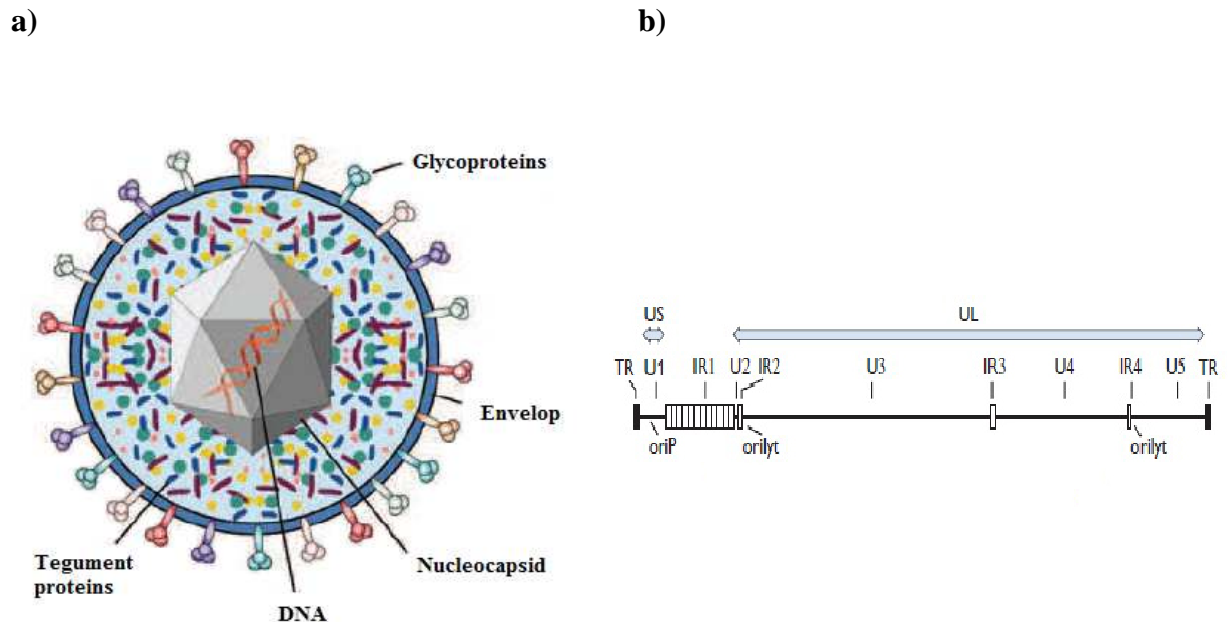 a)
b)
Glycoproteins
Envelop
Nucleocapsid
Tegument
proteins
DNA
US UL
TR U1 IR1 U2 IR2 U3 IR3 U4 IR4 U5 TR
oriP orilyt orilyt